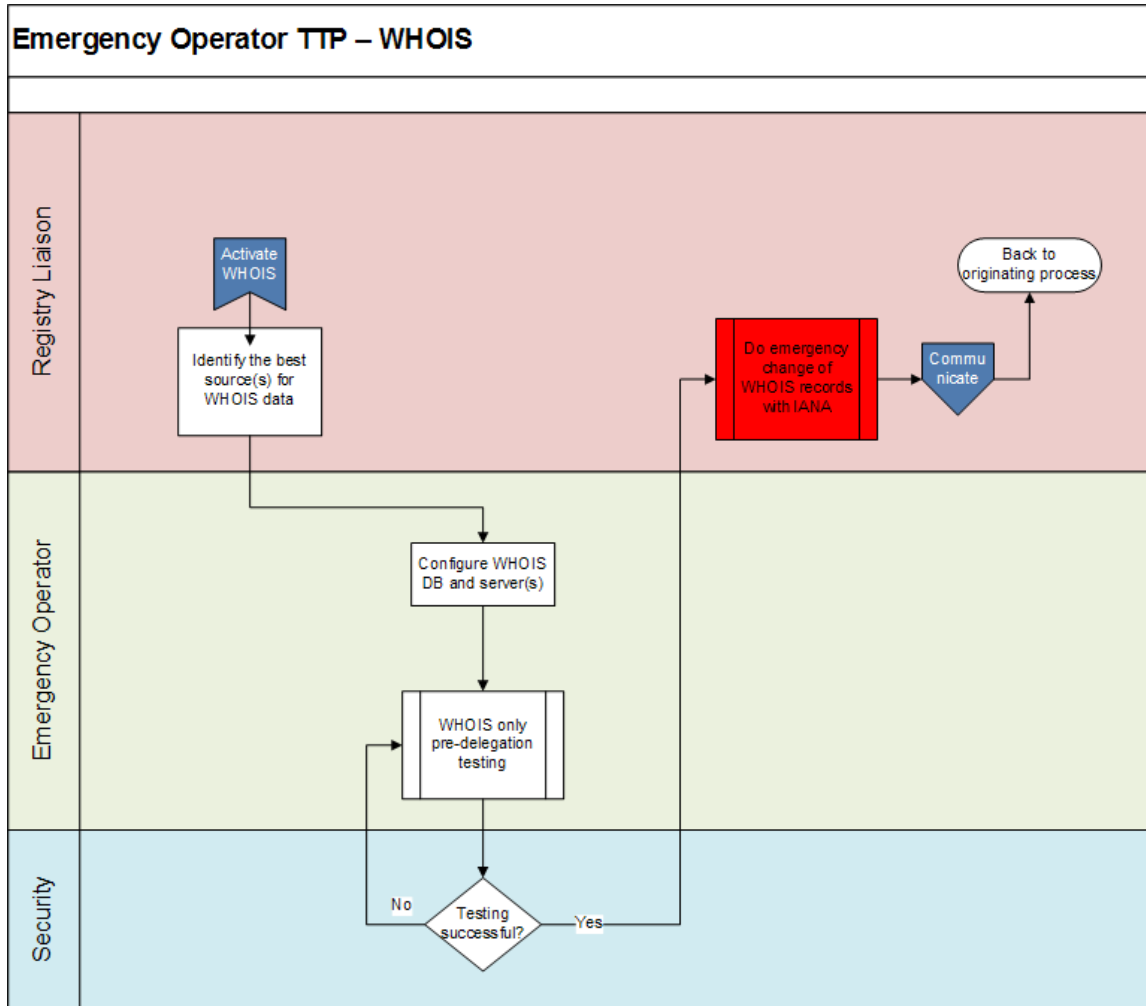 Emergency Operator TTP – WHOIS
Registry Liaison
Activate
WHOIS
Identify the best
source(s) for
WHOIS data
Do emergency
change of
WHOIS records
with IANA
Commu
nicate
Back to
originating process
Emergency Operator
Configure WHOIS
DB and server(s)
WHOIS only
pre-delegation
testing
Security
No
Testing
successful?
Yes